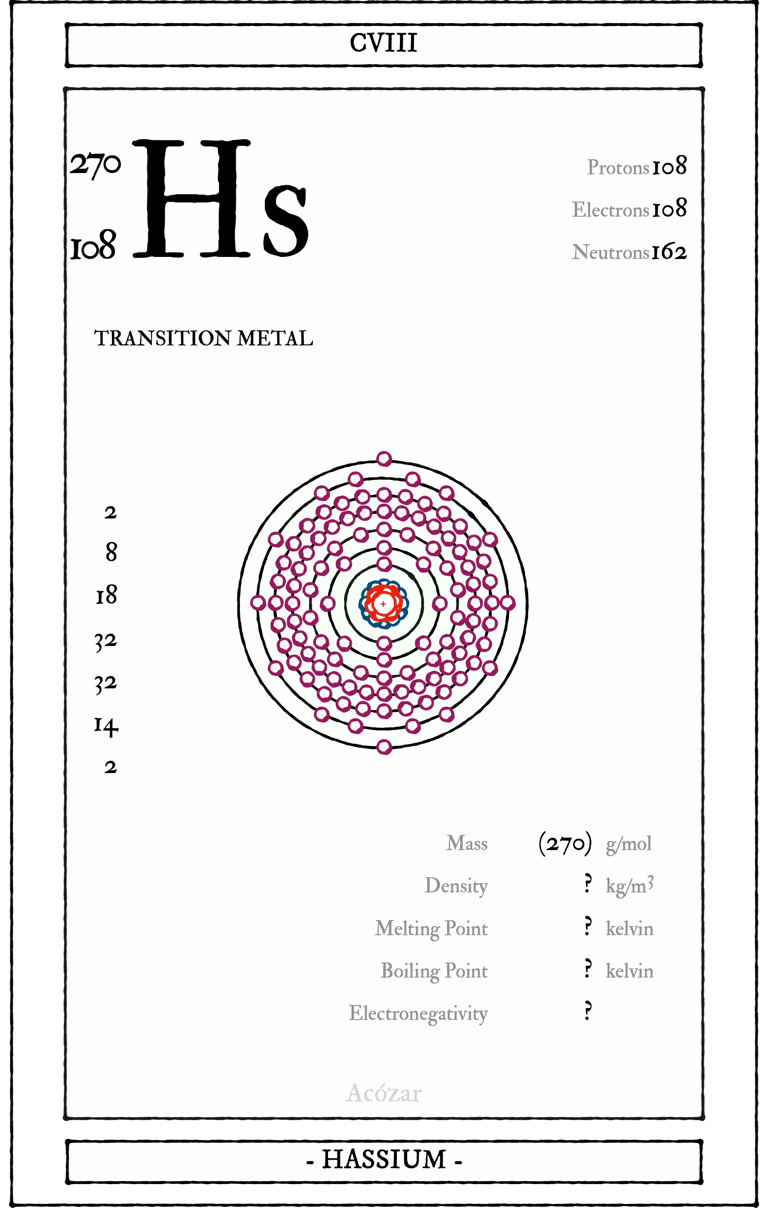 CVIII
270
108
Hs
Protons 108
Electrons 108
Neutrons 162
TRANSITION METAL
2
8
18
32
32
14
2
+
Mass (270) g/mol
Density ? kg/m³
Melting Point ? kelvin
Boiling Point ? kelvin
Electronegativity ?
Acózar
- HASSIUM -